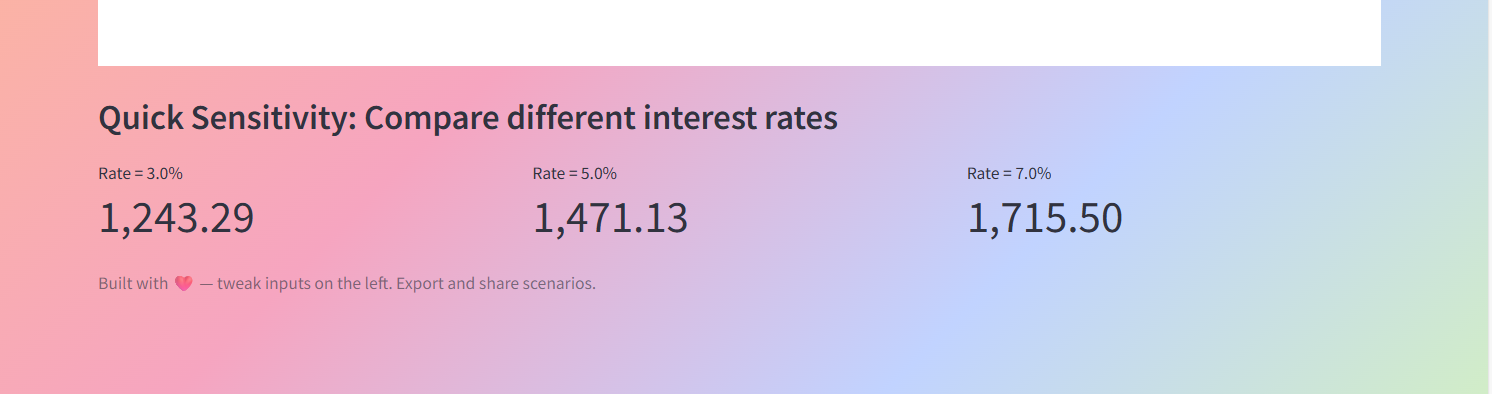 Quick Sensitivity: Compare different interest rates
Rate = 3.0% Rate = 5.0% Rate = 7.0%
1,243.29 1,471.13 1,715.50
Built with 💖 — tweak inputs on the left. Export and share scenarios.